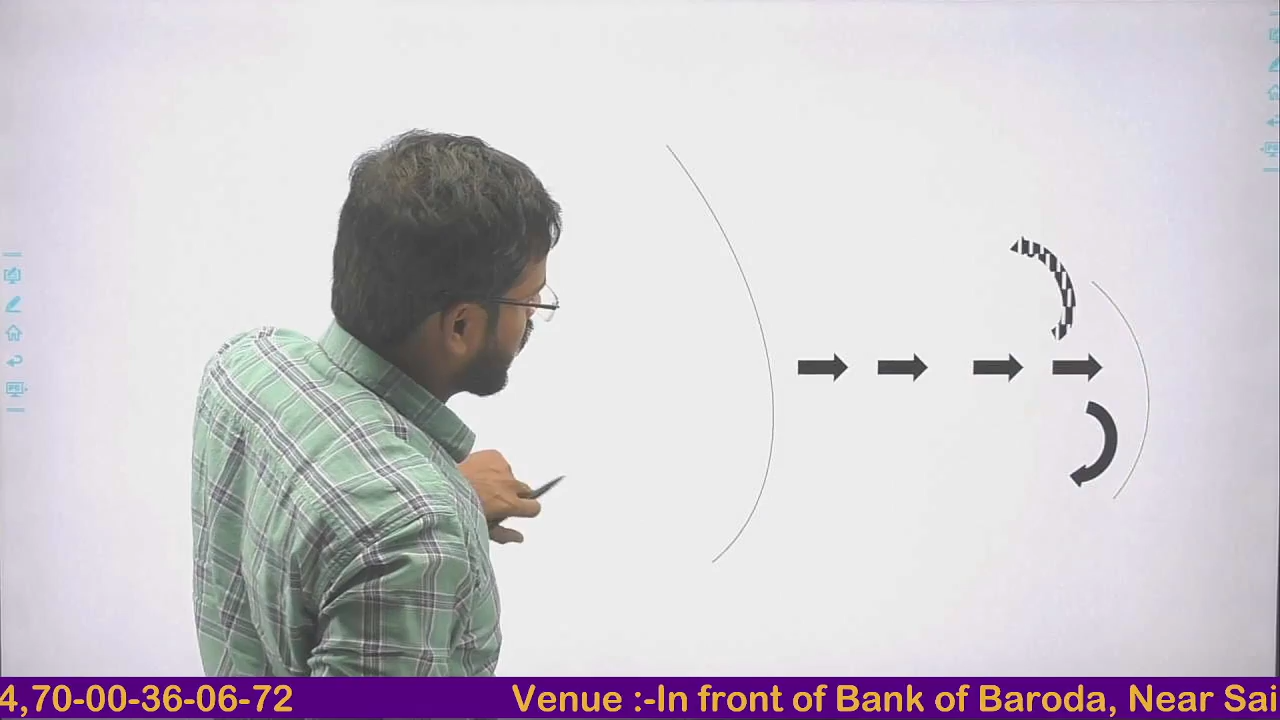 4,70-00-36-06-72 Venue :-In front of Bank of Baroda, Near Sai